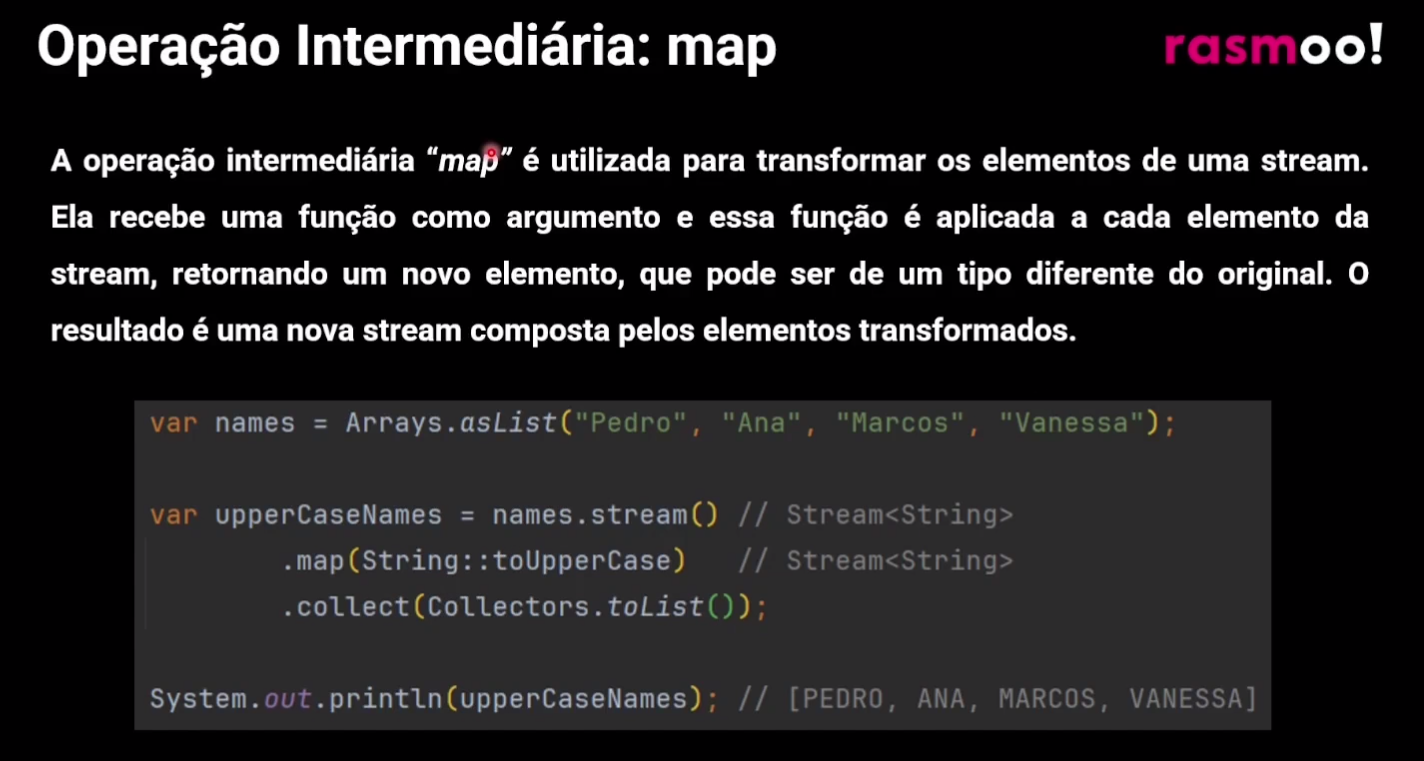 Operação Intermediária: map
rasmoo!
A operação intermediária “map” é utilizada para transformar os elementos de uma stream.
Ela recebe uma função como argumento e essa função é aplicada a cada elemento da
stream, retornando um novo elemento, que pode ser de um tipo diferente do original. O
resultado é uma nova stream composta pelos elementos transformados.
var names = Arrays.asList("Pedro", "Ana", "Marcos", "Vanessa");
var upperCaseNames = names.stream() // Stream<String>
.map(String::toUpperCase) // Stream<String>
.collect(Collectors.toList());
System.out.println(upperCaseNames); // [PEDRO, ANA, MARCOS, VANESSA]